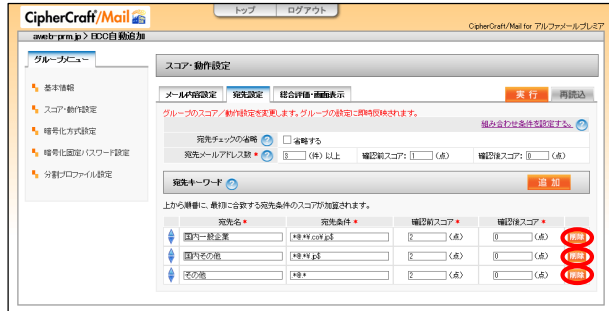 CipherCraft/Mail
トップ ログアウト
CipherCraft/Mail for アルファメールプレミア
aweb-prm.jp > BCC自動追加
グループメニュー
基本情報
スコア・動作設定
暗号化方式設定
暗号化固定パスワード設定
分割プロファイル設定
スコア・動作設定
メール内容設定 宛先設定 総合評価・画面表示 実行 再読込
グループのスコア/動作設定を変更します。グループの設定に即時反映されます。
組み合わせ条件を設定する。
宛先チェックの省略 省略する
宛先メールアドレス数 * 3 (件) 以上 確認前スコア: 1 (点) 確認後スコア: 0 (点)
宛先キーワード 追加
上から順番に、最初に合致する宛先条件のスコアが加算されます。
宛先名 * 宛先条件 * 確認前スコア * 確認後スコア *
国内一般企業 *@.*¥.co¥.jp$ 2 (点) 0 (点) 削除
国内その他 *@.*¥.jp$ 2 (点) 0 (点) 削除
その他 *@.* 2 (点) 0 (点) 削除